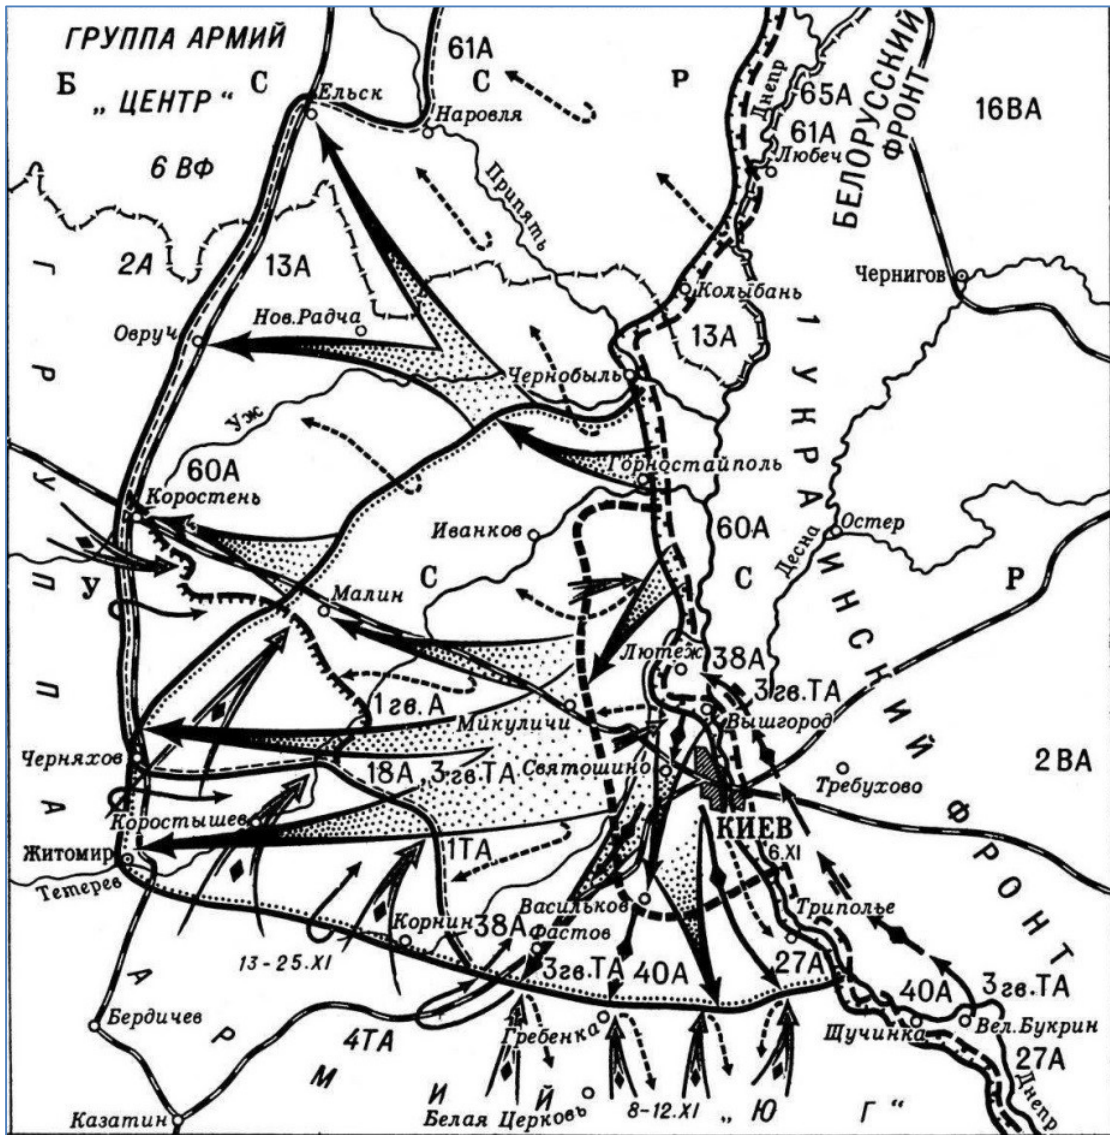 ГРУППА АРМИЙ
„ЦЕНТР“
Б С С Р
61А
Днепр
65А
61А
БЕЛОРУССКИЙ
ФРОНТ
16ВА
Ельск
Наровля
Любеч
6 ВФ
Припять
2А
13А
Колыбань
Чернигов
Нов.Радча
Овруч
13А
Чернобыль
Уж
Горностайполь
60А
Коростень
Иванков
60А
Десна
Остер
У С С Р
Малин
Лютеж
38А
3гв.ТА
1гв.А
Микуличи
Вышгород
1 УКРАИНСКИЙ ФРОНТ
Черняхов
18А, 3гв.ТА
Святошино
Требухово
2ВА
Коростышев
КИЕВ
6.XI
Житомир
1ТА
Тетерев
Васильков
Триполье
Корнин
38А
Фастов
13-25.XI
3гв.ТА
40А
27А
3гв.ТА
40А
Бердичев
Гребенка
Щучинка
Вел.Букрин
4ТА
27А
Днепр
Казатин
Белая Церковь
8-12.XI
ГРУППА АРМИЙ „ЮГ“